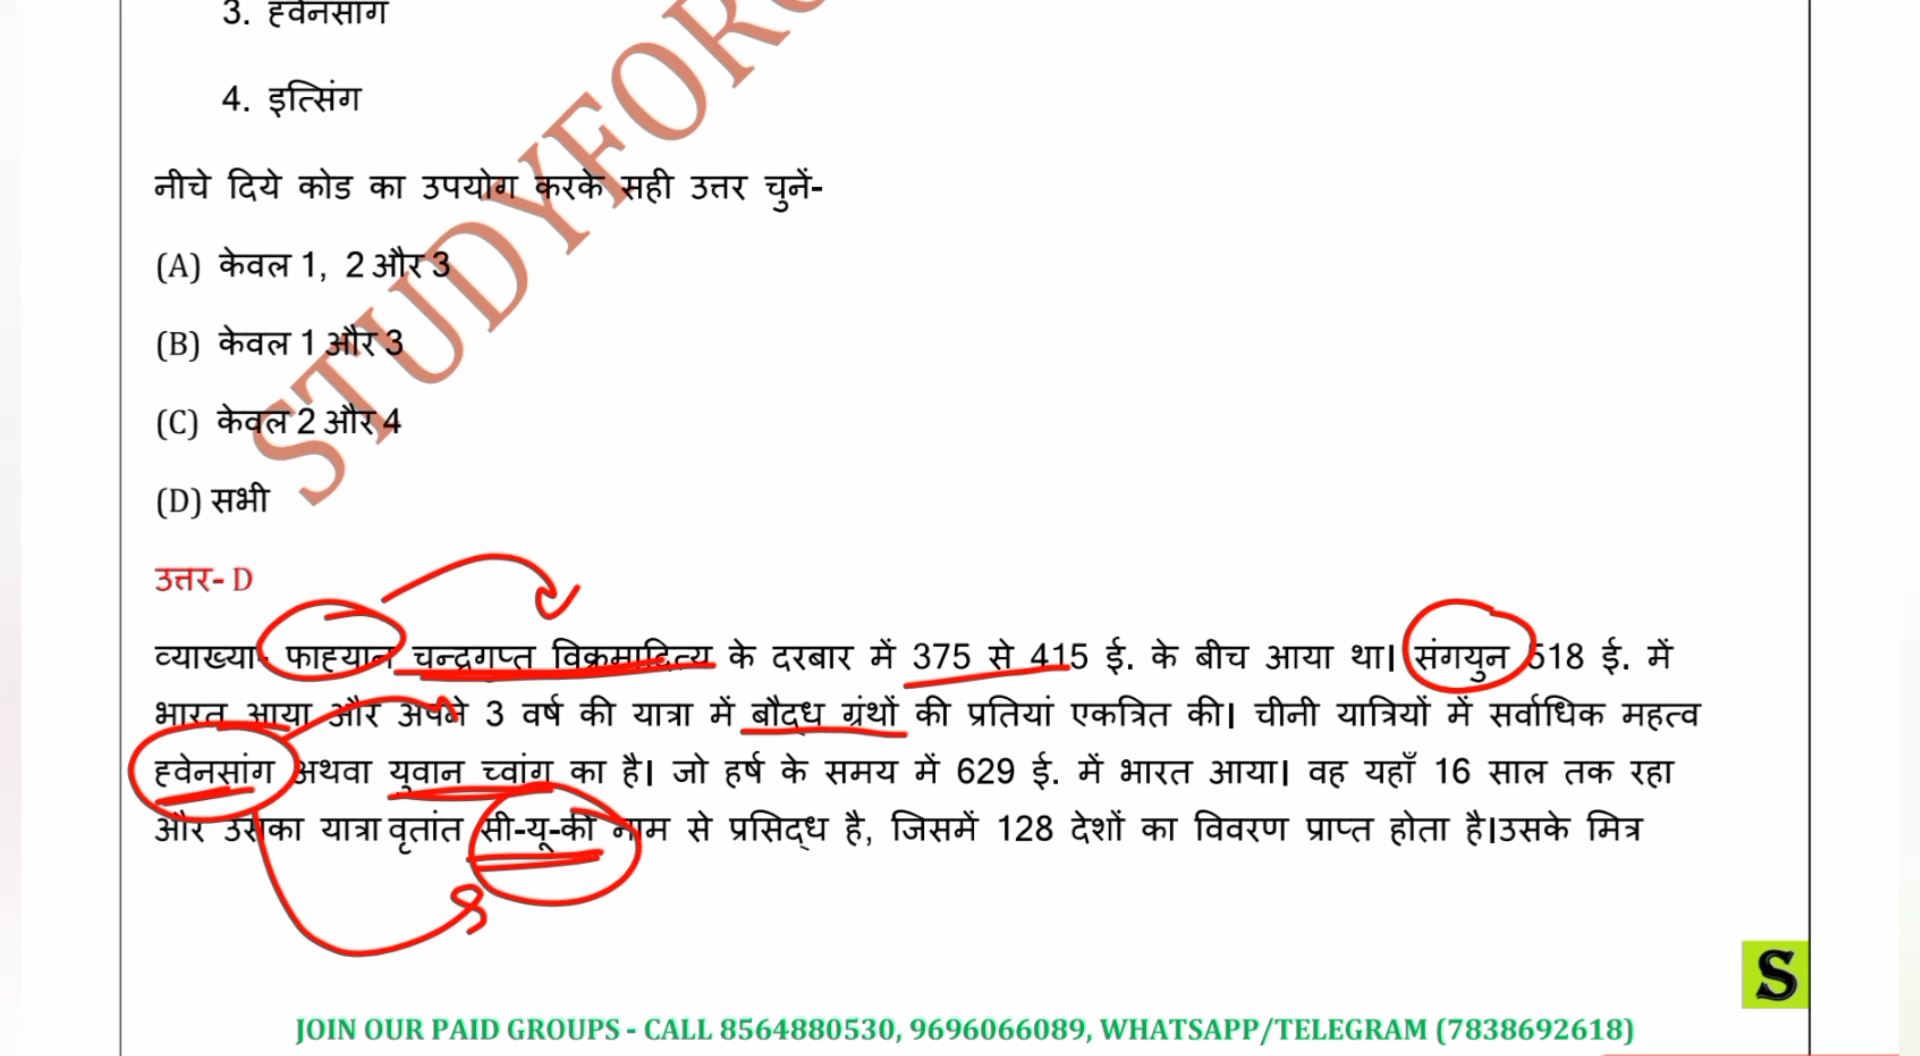 3. ह्वेनसांग
4. इत्सिंग
नीचे दिये कोड का उपयोग करके सही उत्तर चुनें-
(A) केवल 1, 2 और 3
(B) केवल 1 और 3
(C) केवल 2 और 4
(D) सभी
उत्तर- D
व्याख्या- फाह्यान चन्द्रगुप्त विक्रमादित्य के दरबार में 375 से 415 ई. के बीच आया था। संगयुन 518 ई. में
भारत आया और अपने 3 वर्ष की यात्रा में बौद्ध ग्रंथों की प्रतियां एकत्रित की। चीनी यात्रियों में सर्वाधिक महत्व
ह्वेनसांग अथवा युवान च्वांग का है। जो हर्ष के समय में 629 ई. में भारत आया। वह यहाँ 16 साल तक रहा
और उसका यात्रा वृतांत सी-यू-की नाम से प्रसिद्ध है, जिसमें 128 देशों का विवरण प्राप्त होता है।उसके मित्र
STUDYFOR
S
JOIN OUR PAID GROUPS - CALL 8564880530, 9696066089, WHATSAPP/TELEGRAM (7838692618)